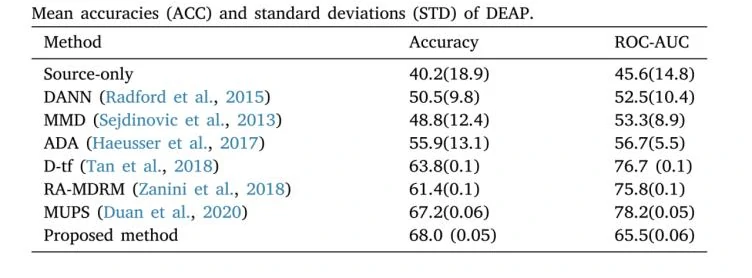 Mean accuracies (ACC) and standard deviations (STD) of DEAP.
Method Accuracy ROC-AUC
Source-only 40.2(18.9) 45.6(14.8)
DANN (Radford et al., 2015) 50.5(9.8) 52.5(10.4)
MMD (Sejdinovic et al., 2013) 48.8(12.4) 53.3(8.9)
ADA (Haeusser et al., 2017) 55.9(13.1) 56.7(5.5)
D-tf (Tan et al., 2018) 63.8(0.1) 76.7 (0.1)
RA-MDRM (Zanini et al., 2018) 61.4(0.1) 75.8(0.1)
MUPS (Duan et al., 2020) 67.2(0.06) 78.2(0.05)
Proposed method 68.0 (0.05) 65.5(0.06)